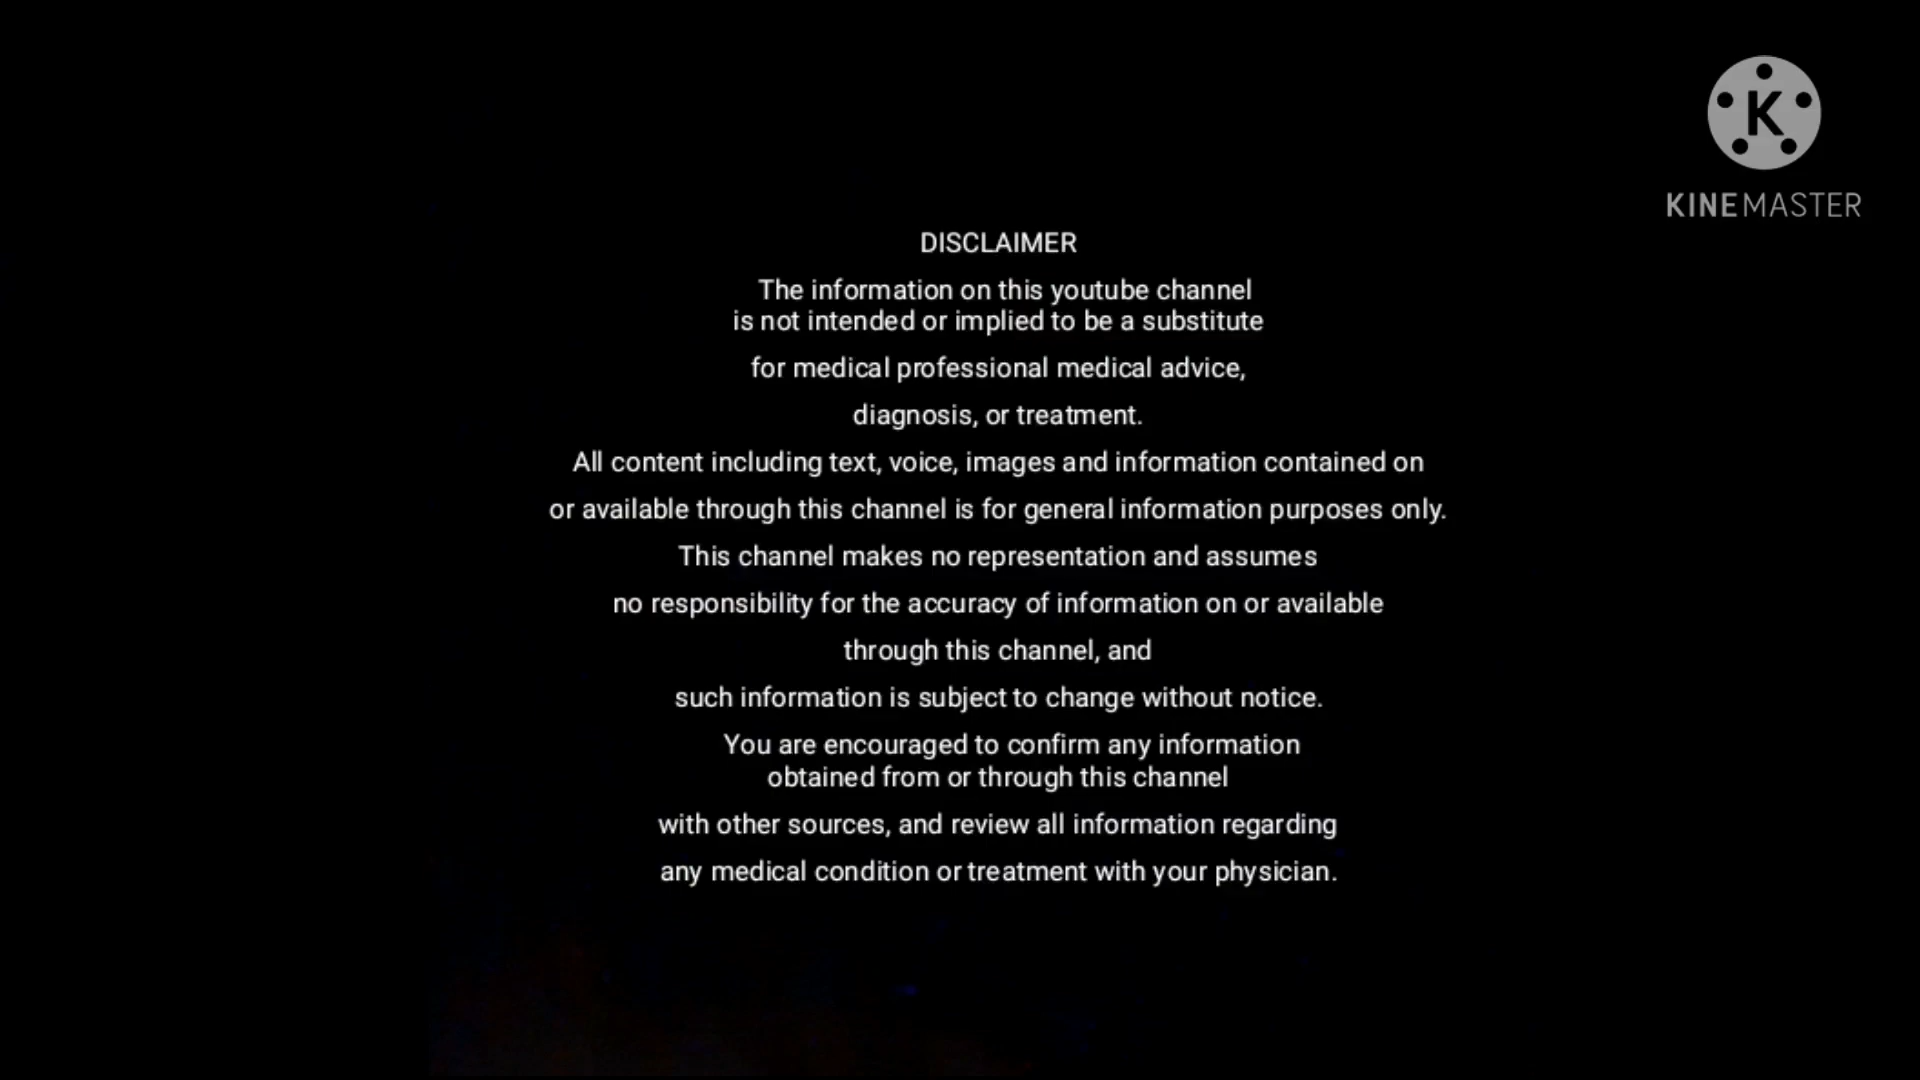 K
KINEMASTER
DISCLAIMER
The information on this youtube channel
is not intended or implied to be a substitute
for medical professional medical advice,
diagnosis, or treatment.
All content including text, voice, images and information contained on
or available through this channel is for general information purposes only.
This channel makes no representation and assumes
no responsibility for the accuracy of information on or available
through this channel, and
such information is subject to change without notice.
You are encouraged to confirm any information
obtained from or through this channel
with other sources, and review all information regarding
any medical condition or treatment with your physician.